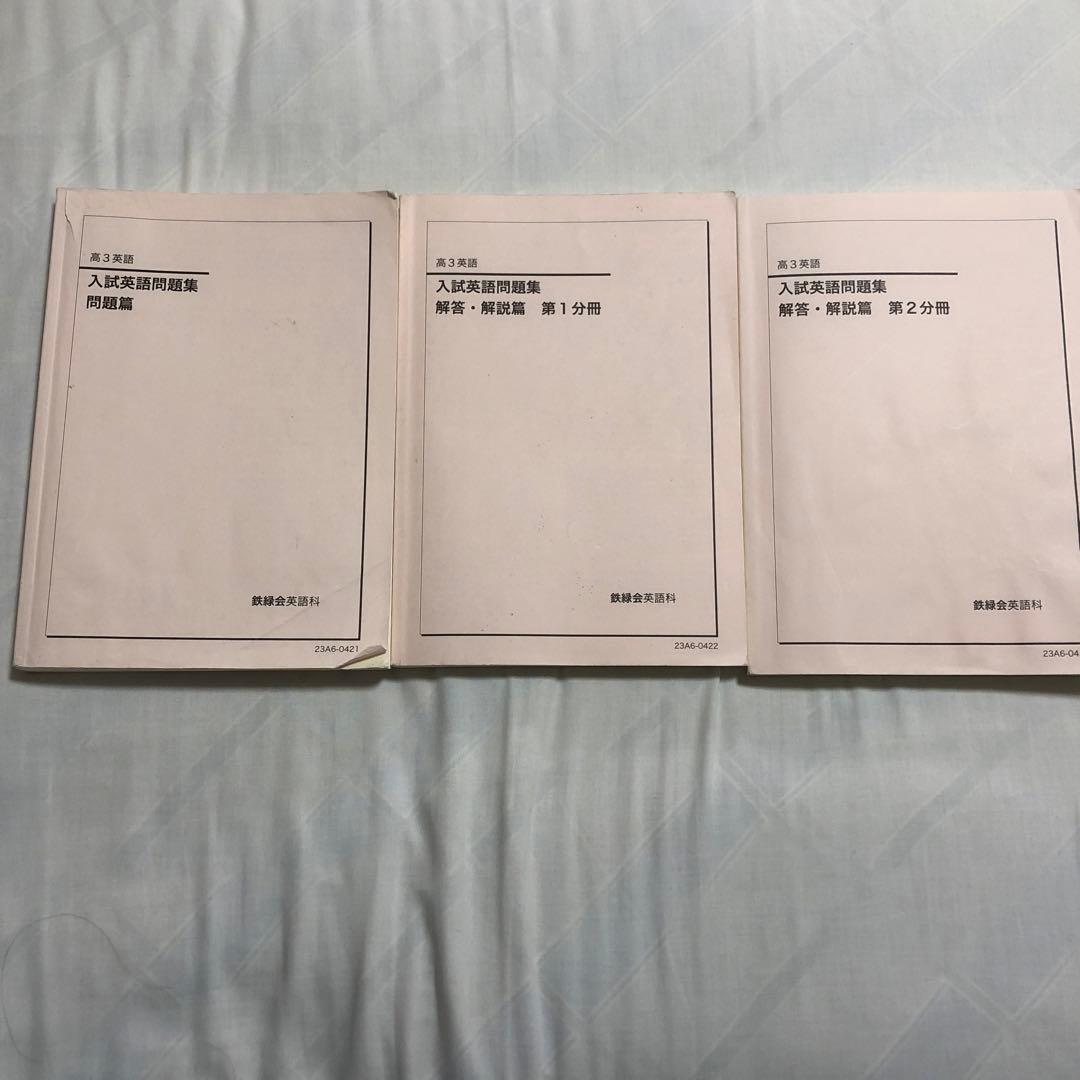 高３英語
入試英語問題集
問題篇
鉄緑会英語科
23A6-0421
高３英語
入試英語問題集
解答・解説篇　第１分冊
鉄緑会英語科
23A6-0422
高３英語
入試英語問題集
解答・解説篇　第２分冊
鉄緑会英語科
23A6-04